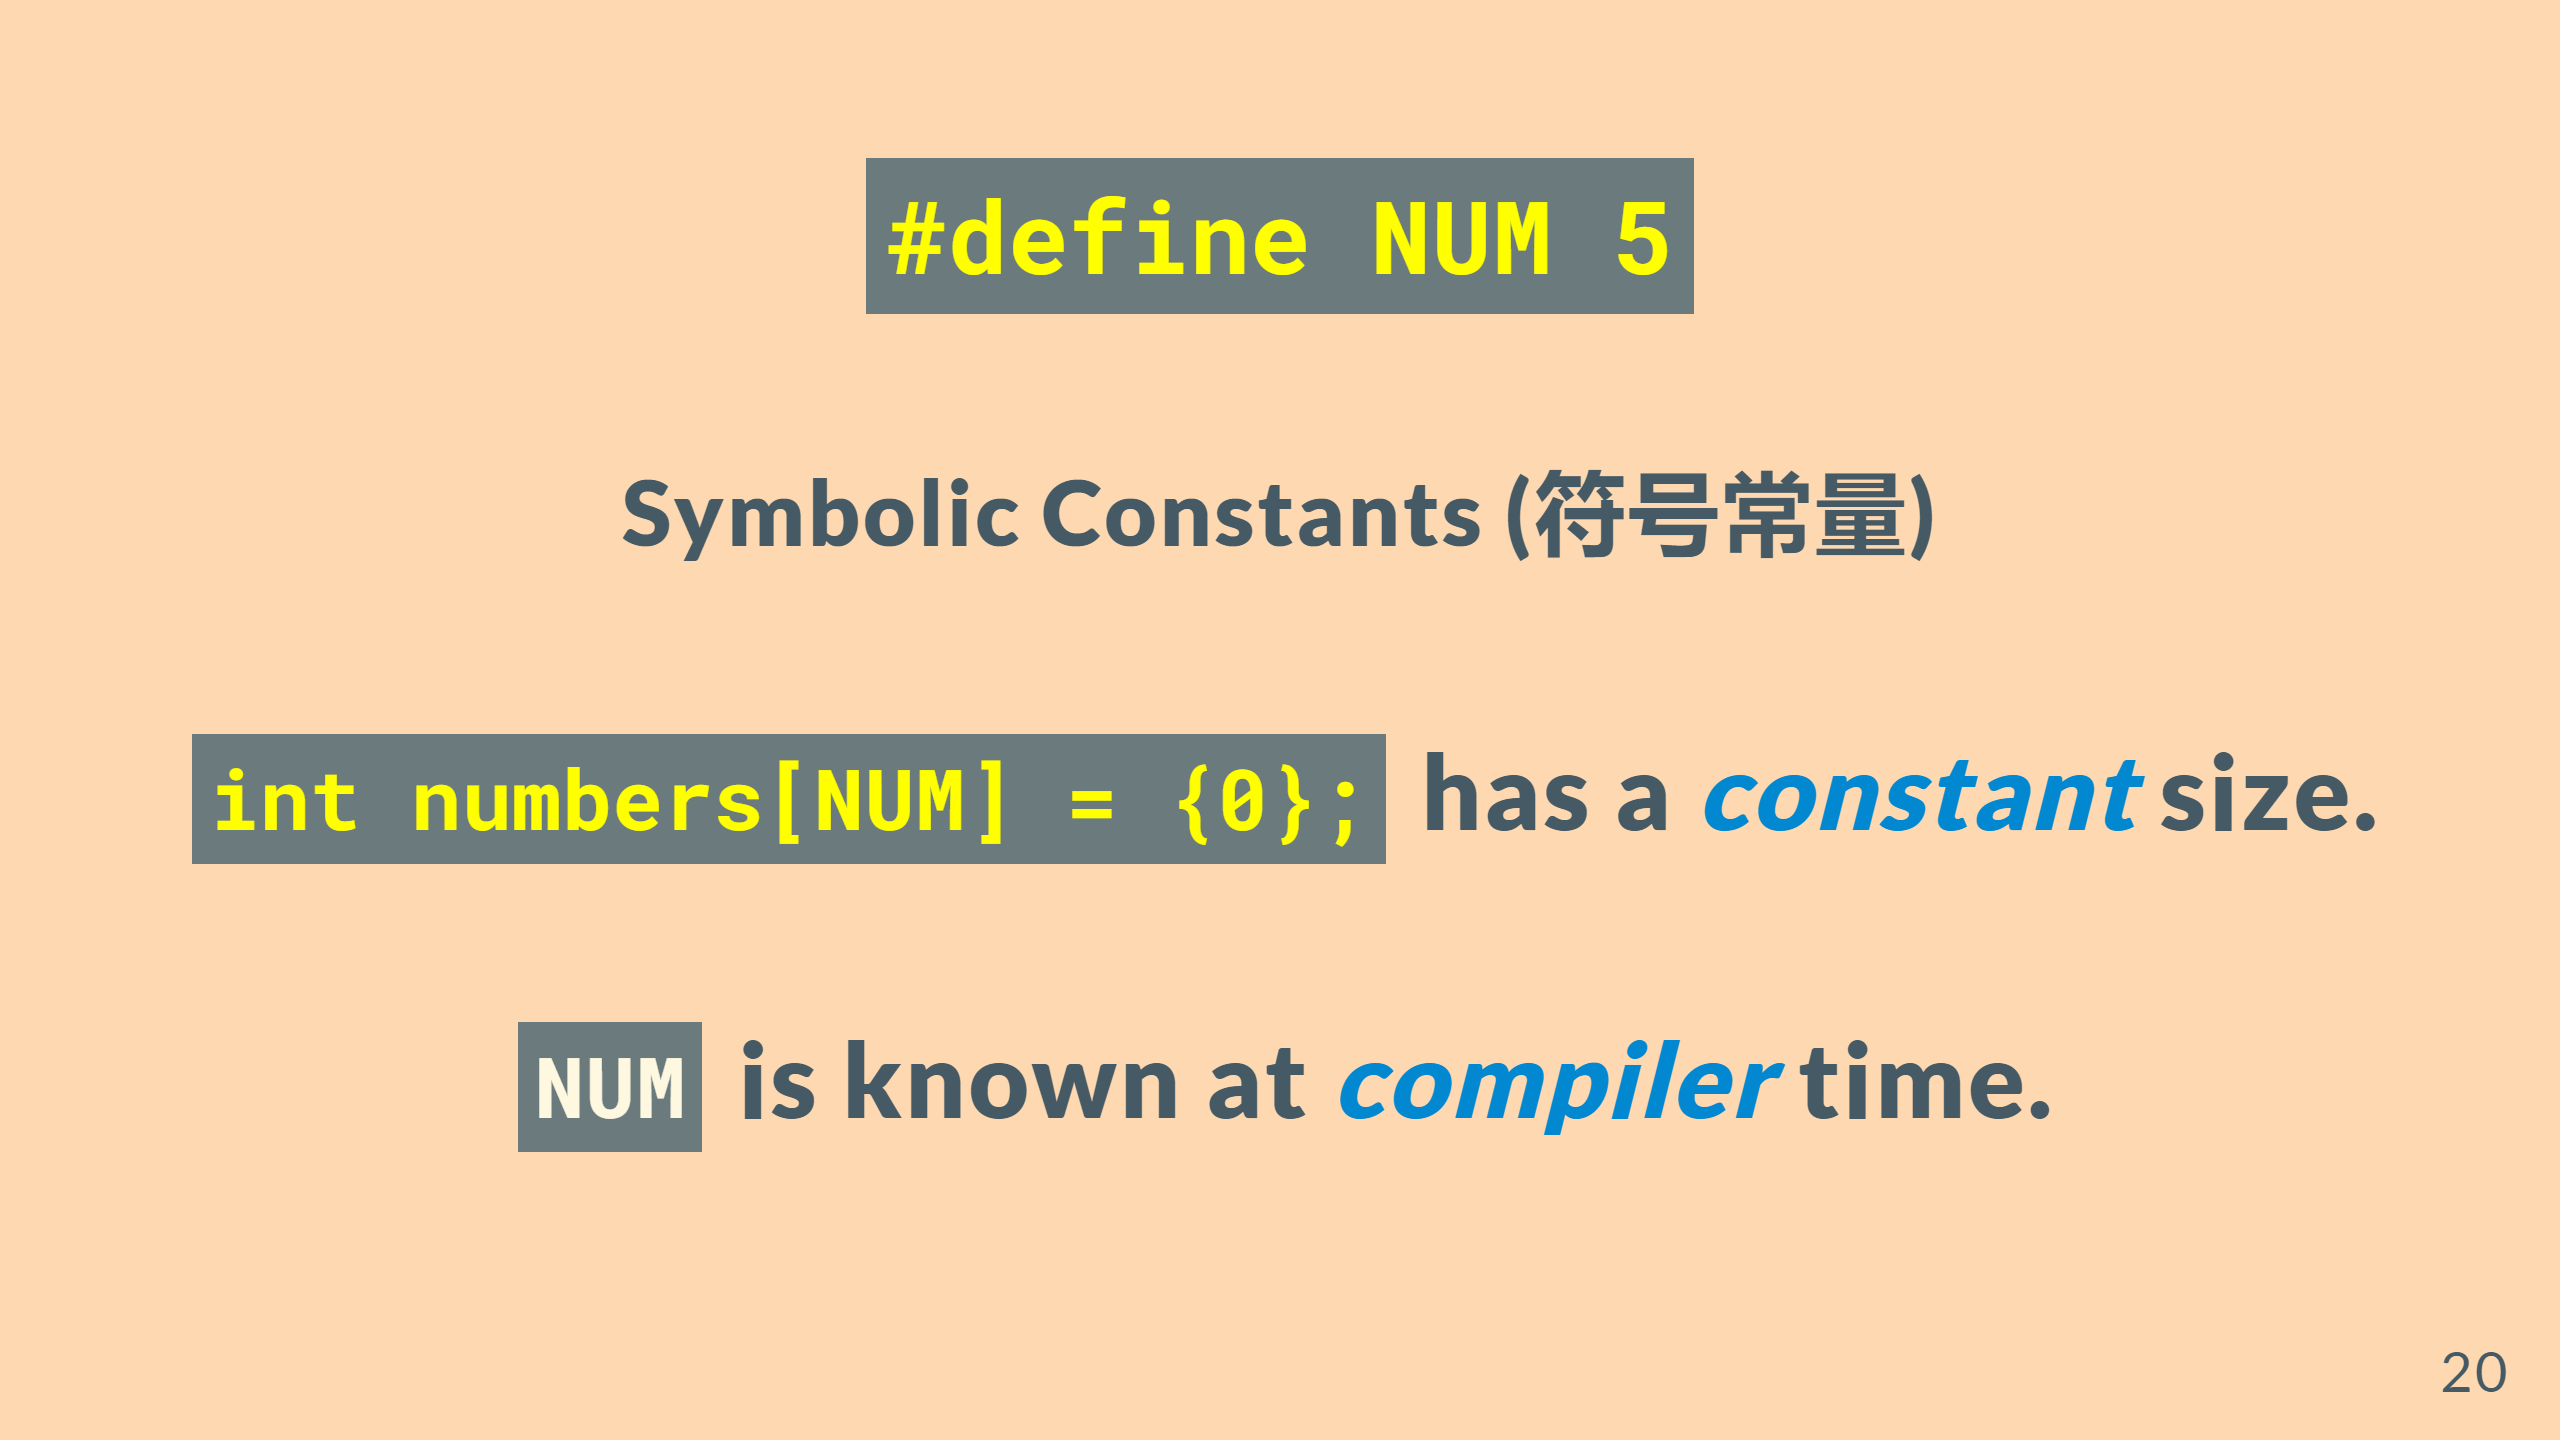 #define NUM 5
Symbolic Constants (符号常量)
int numbers[NUM] = {0}; has a constant size.
NUM is known at compiler time.
20